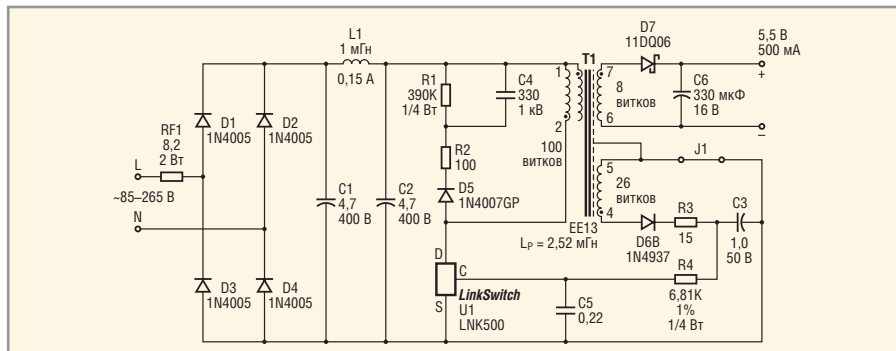 L1
1 мГн
0,15 А
D1
1N4005
D2
1N4005
RF1
8,2
2 Вт
L
~85–265 В
N
D3
1N4005
D4
1N4005
C1
4,7
400 В
C2
4,7
400 В
R1
390K
1/4 Вт
C4
330
1 кВ
R2
100
D5
1N4007GP
T1
1
2
100
витков
7
8
витков
6
D7
11DQ06
C6
330 мкФ
16 В
5,5 В
500 мА
+
–
J1
5
26
витков
4
EE13
LP = 2,52 мГн
D6B
1N4937
R3
15
C3
1,0
50 В
R4
6,81K
1%
1/4 Вт
D
C
S
LinkSwitch
U1
LNK500
C5
0,22